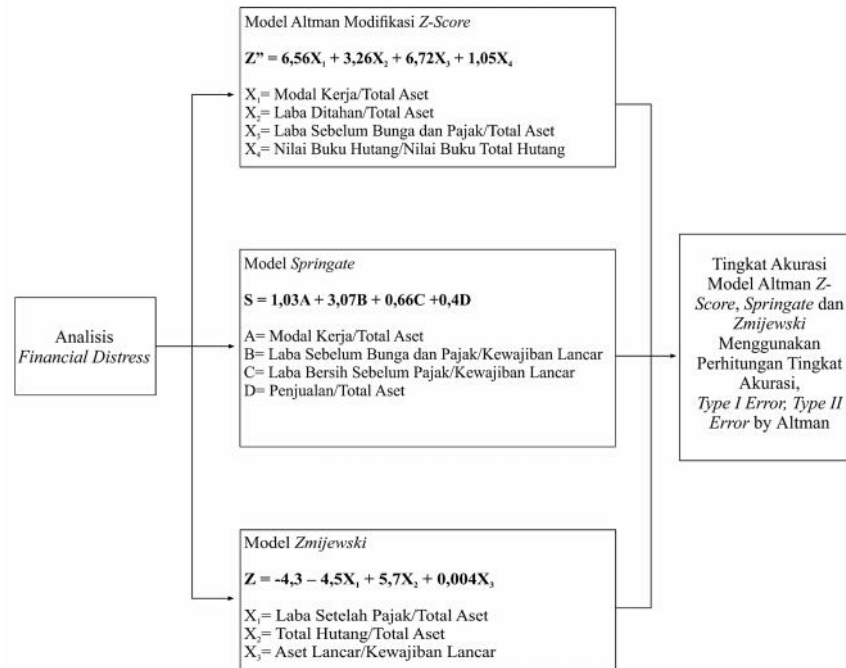 Model Altman Modifikasi Z-Score
Z” = 6,56X₁ + 3,26X₂ + 6,72X₃ + 1,05X₄
X₁= Modal Kerja/Total Aset
X₂= Laba Ditahan/Total Aset
X₃= Laba Sebelum Bunga dan Pajak/Total Aset
X₄= Nilai Buku Hutang/Nilai Buku Total Hutang
Analisis
Financial Distress
Model Springate
S = 1,03A + 3,07B + 0,66C +0,4D
A= Modal Kerja/Total Aset
B= Laba Sebelum Bunga dan Pajak/Kewajiban Lancar
C= Laba Bersih Sebelum Pajak/Kewajiban Lancar
D= Penjualan/Total Aset
Model Zmijewski
Z = -4,3 – 4,5X₁ + 5,7X₂ + 0,004X₃
X₁= Laba Setelah Pajak/Total Aset
X₂= Total Hutang/Total Aset
X₃= Aset Lancar/Kewajiban Lancar
Tingkat Akurasi
Model Altman Z-
Score, Springate dan
Zmijewski
Menggunakan
Perhitungan Tingkat
Akurasi,
Type I Error, Type II
Error by Altman